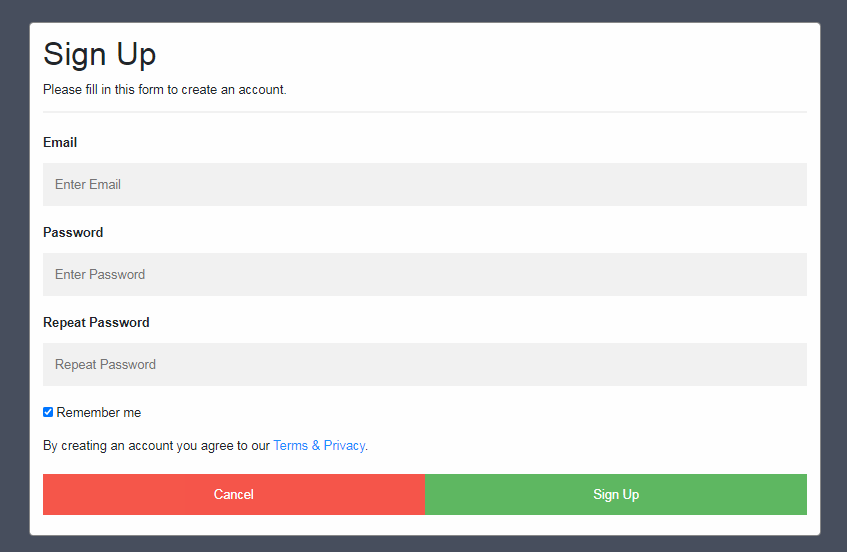 Sign Up
Please fill in this form to create an account.
Email
Enter Email
Password
Enter Password
Repeat Password
Repeat Password
Remember me
By creating an account you agree to our Terms & Privacy.
Cancel
Sign Up